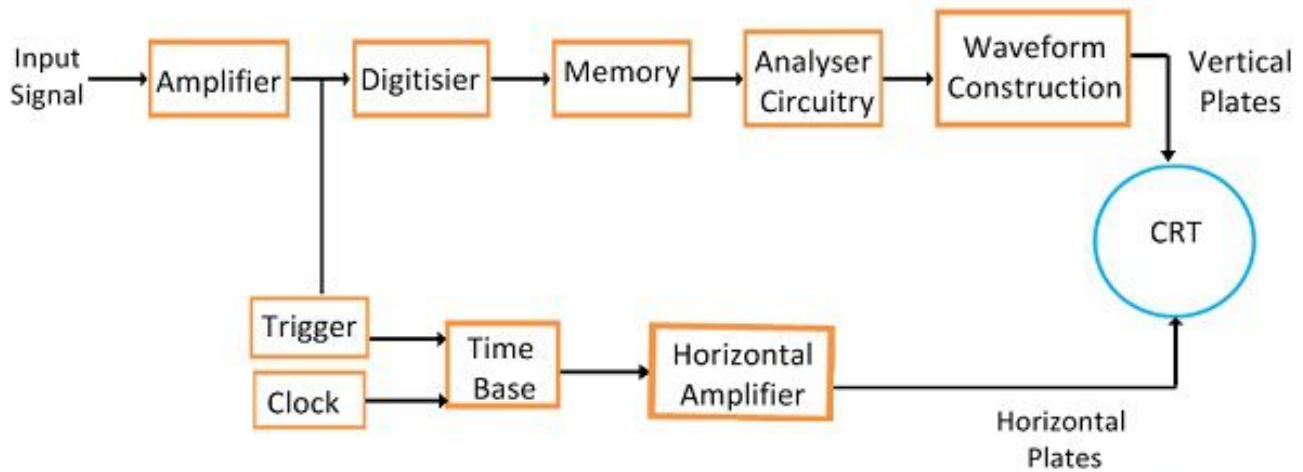 Input
Signal
Amplifier
Digitisier
Memory
Analyser
Circuitry
Waveform
Construction
Vertical
Plates
CRT
Trigger
Clock
Time
Base
Horizontal
Amplifier
Horizontal
Plates